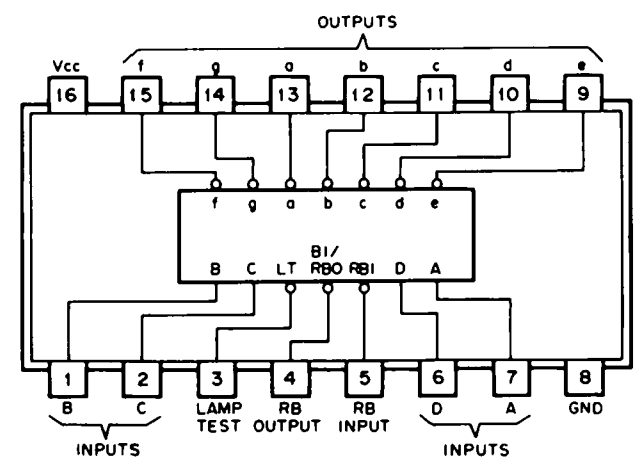 OUTPUTS
Vcc f g a b c d e
16 15 14 13 12 11 10 9
f g a b c d e
BI/
B C LT RBO RBI D A
1 2 3 4 5 6 7 8
B C LAMP RB RB D A GND
TEST OUTPUT INPUT
INPUTS INPUTS